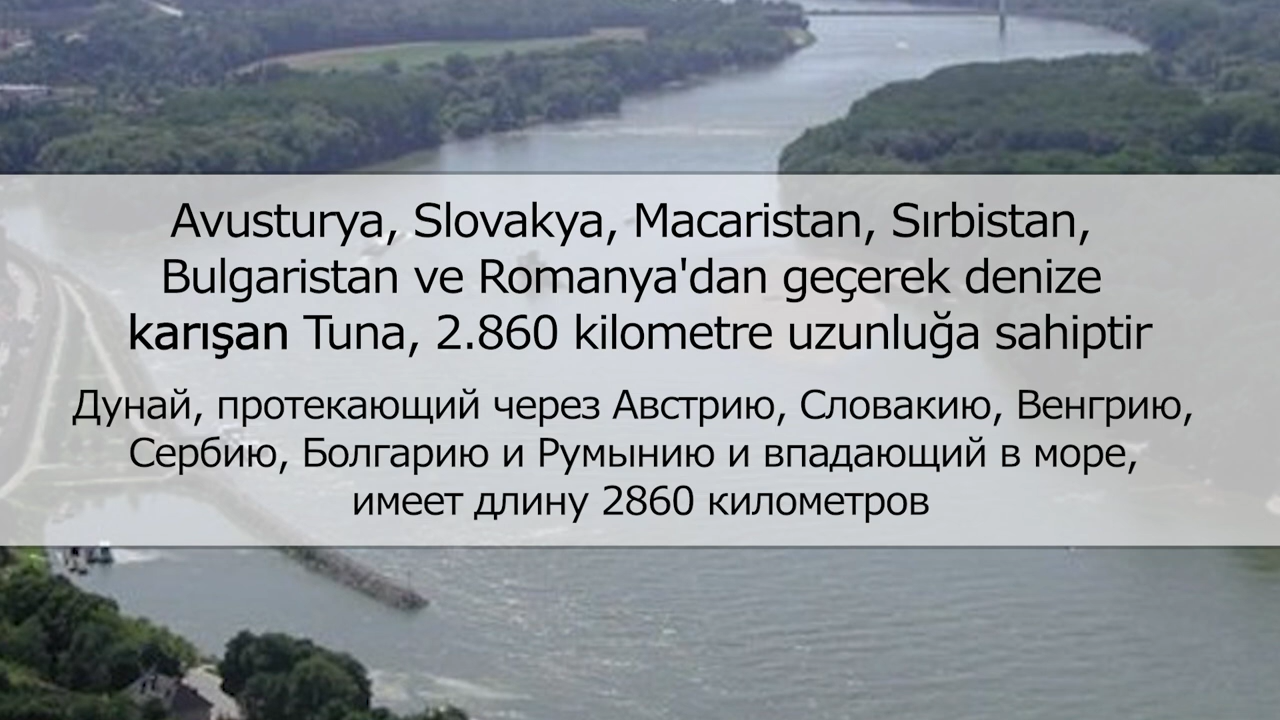 Avusturya, Slovakya, Macaristan, Sırbistan,
Bulgaristan ve Romanya'dan geçerek denize
karışan Tuna, 2.860 kilometre uzunluğa sahiptir
Дунай, протекающий через Австрию, Словакию, Венгрию,
Сербию, Болгарию и Румынию и впадающий в море,
имеет длину 2860 километров